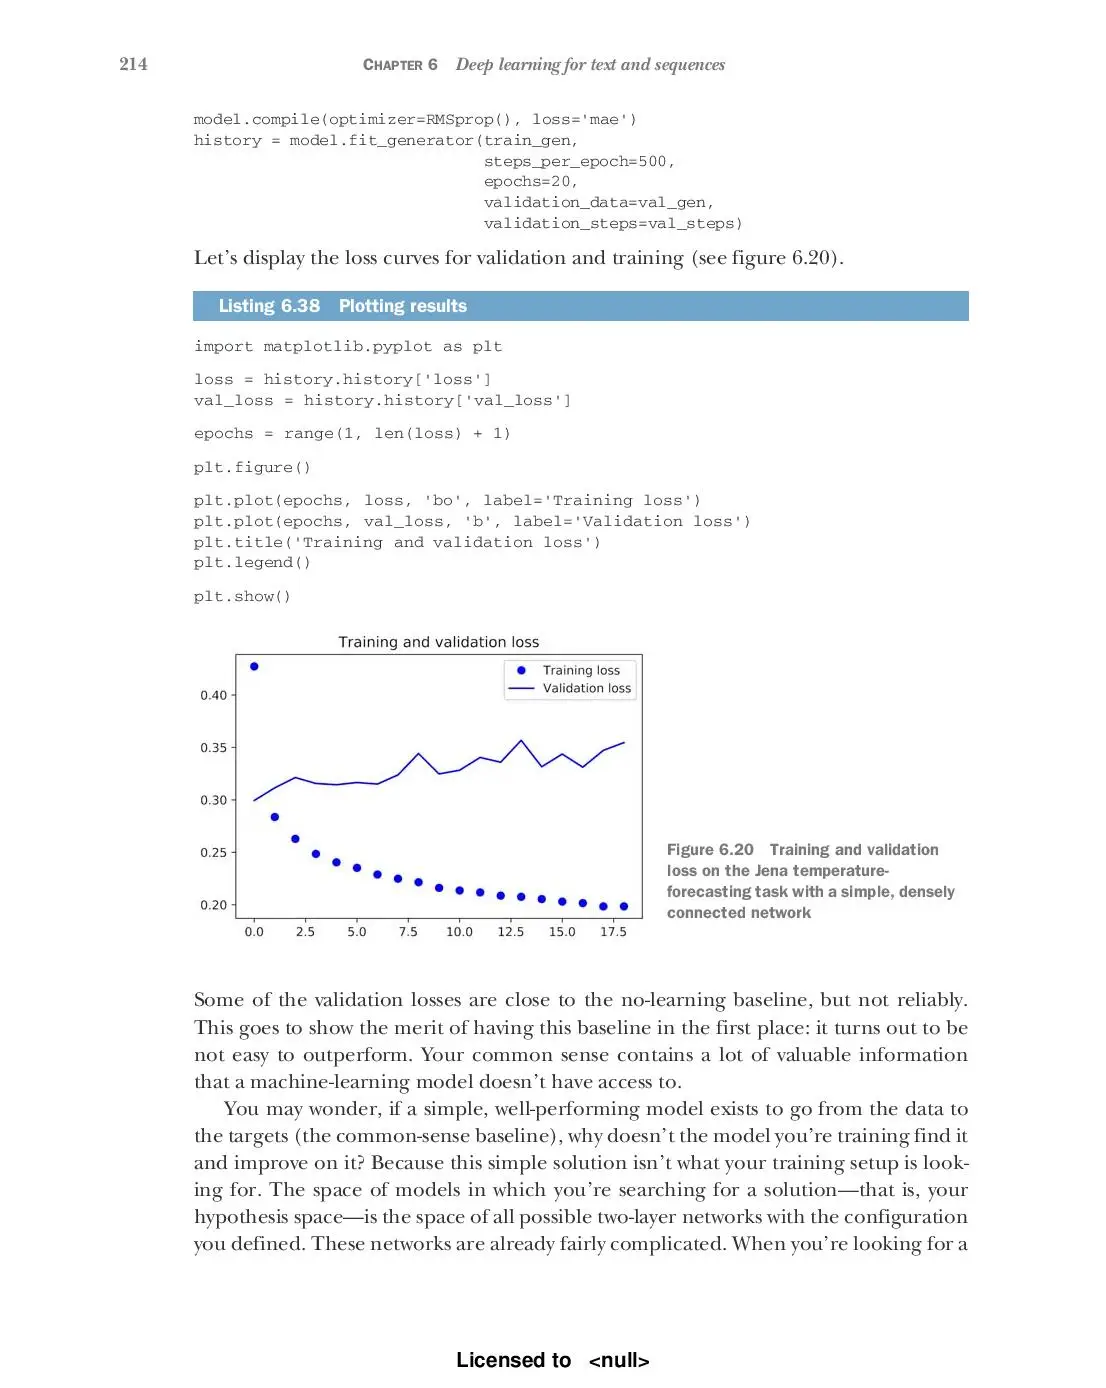 214 CHAPTER 6 Deep learning for text and sequences
model.compile(optimizer=RMSprop(), loss='mae')
history = model.fit_generator(train_gen,
steps_per_epoch=500,
epochs=20,
validation_data=val_gen,
validation_steps=val_steps)
Let's display the loss curves for validation and training (see figure 6.20).
Listing 6.38 Plotting results
import matplotlib.pyplot as plt
loss = history.history['loss']
val_loss = history.history['val_loss']
epochs = range(1, len(loss) + 1)
plt.figure()
plt.plot(epochs, loss, 'bo', label='Training loss')
plt.plot(epochs, val_loss, 'b', label='Validation loss')
plt.title('Training and validation loss')
plt.legend()
plt.show()
Training and validation loss
Training loss
Validation loss
0.40
0.35
0.30
0.25
0.20
0.0 2.5 5.0 7.5 10.0 12.5 15.0 17.5
Figure 6.20 Training and validation
loss on the Jena temperature-
forecasting task with a simple, densely
connected network
Some of the validation losses are close to the no-learning baseline, but not reliably.
This goes to show the merit of having this baseline in the first place: it turns out to be
not easy to outperform. Your common sense contains a lot of valuable information
that a machine-learning model doesn't have access to.
You may wonder, if a simple, well-performing model exists to go from the data to
the targets (the common-sense baseline), why doesn't the model you're training find it
and improve on it? Because this simple solution isn't what your training setup is look-
ing for. The space of models in which you're searching for a solution—that is, your
hypothesis space—is the space of all possible two-layer networks with the configuration
you defined. These networks are already fairly complicated. When you're looking for a
Licensed to <null>